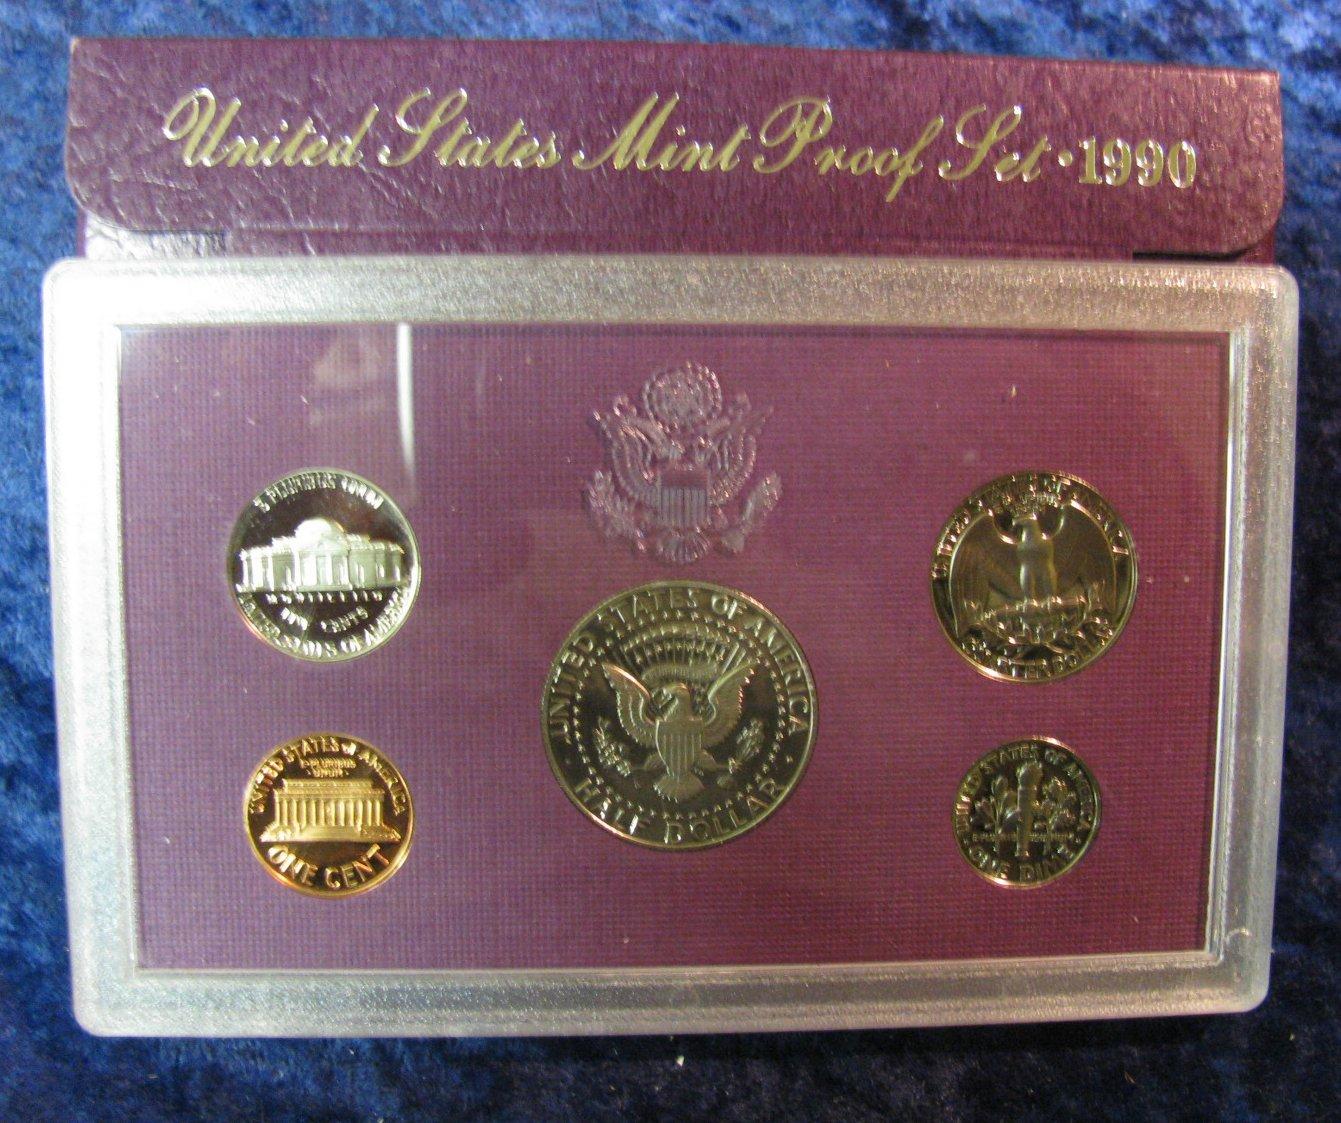 United States Mint Proof Set · 1990
E PLURIBUS UNUM
MONTICELLO
FIVE CENTS
UNITED STATES OF AMERICA
UNITED STATES OF AMERICA
HALF DOLLAR
UNITED STATES OF AMERICA
QUARTER DOLLAR
UNITED STATES OF AMERICA
E PLURIBUS
UNUM
ONE CENT
UNITED STATES OF AMERICA
ONE DIME